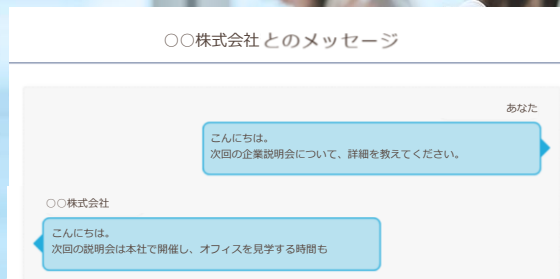 ○○株式会社とのメッセージ
あなた
こんにちは。
次回の企業説明会について、詳細を教えてください。
○○株式会社
こんにちは。
次回の説明会は本社で開催し、オフィスを見学する時間も